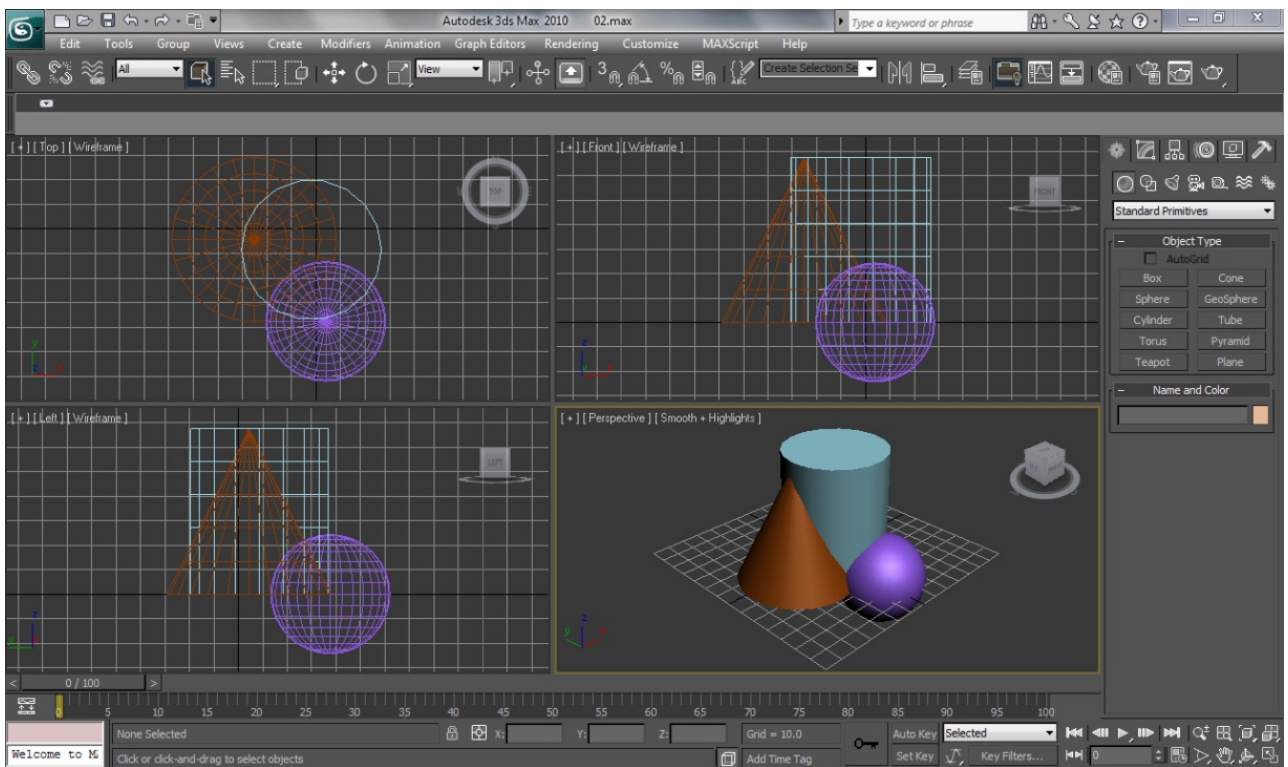 Autodesk 3ds Max 2010 02.max
Type a keyword or phrase
Edit Tools Group Views Create Modifiers Animation Graph Editors Rendering Customize MAXScript Help
All
View
Create Selection Se
[ + ] [ Top ] [ Wireframe ]
TOP
[ + ] [ Front ] [ Wireframe ]
FRONT
Standard Primitives
Object Type
AutoGrid
Box Cone
Sphere GeoSphere
Cylinder Tube
Torus Pyramid
Teapot Plane
Name and Color
y
z x
z
x
[ + ] [ Left ] [ Wireframe ]
LEFT
[ + ] [ Perspective ] [ Smooth + Highlights ]
z
y
z
y x
< 0 / 100 >
0 5 10 15 20 25 30 35 40 45 50 55 60 65 70 75 80 85 90 95 100
None Selected X: Y: Z: Grid = 10.0 Auto Key Selected
Welcome to M
Click or click-and-drag to select objects Add Time Tag Set Key Key Filters... 0